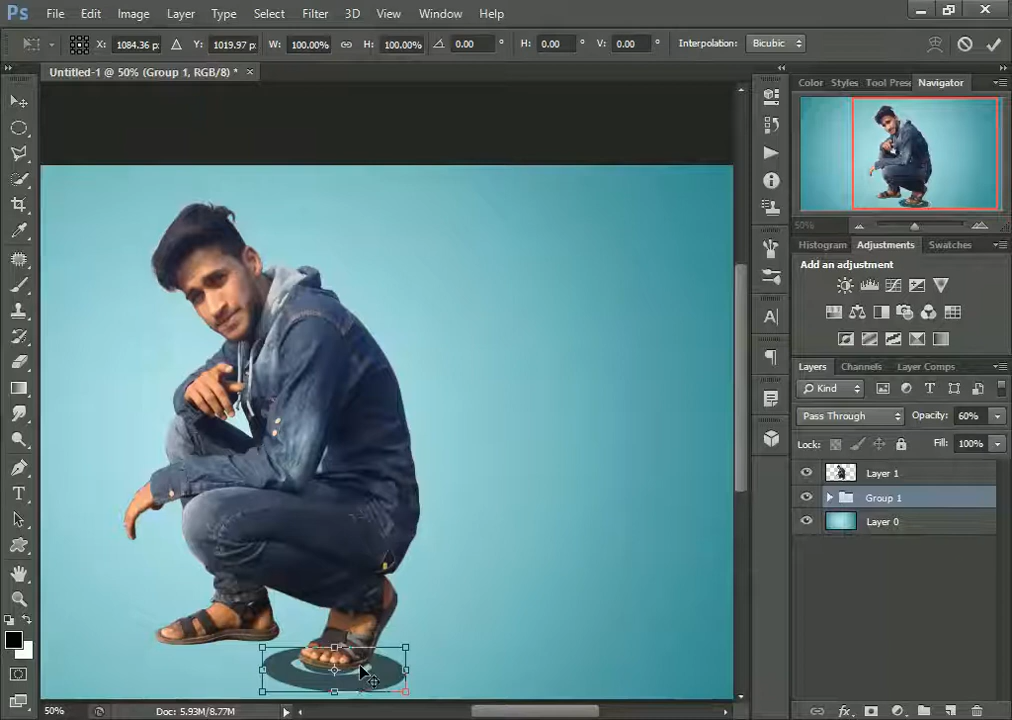 Ps File Edit Image Layer Type Select Filter 3D View Window Help
X: 1084.36 p Y: 1019.97 p W: 100.00% H: 100.00% 0.00 ° H: 0.00 ° V: 0.00 ° Interpolation: Bicubic
Untitled-1 @ 50% (Group 1, RGB/8) * ×
Color Styles Tool Pres Navigator
50%
Histogram Adjustments Swatches
Add an adjustment
Layers Channels Layer Comps
Kind
Pass Through Opacity: 60%
Lock: Fill: 100%
Layer 1
Group 1
Layer 0
50% Doc: 5.93M/8.77M